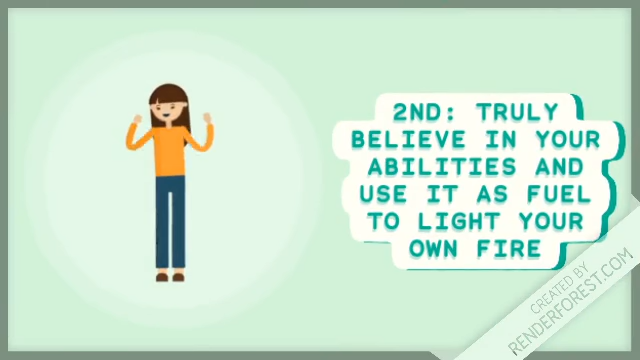 2ND: TRULY
BELIEVE IN YOUR
ABILITIES AND
USE IT AS FUEL
TO LIGHT YOUR
OWN FIRE
CREATED BY
RENDERFOREST.COM